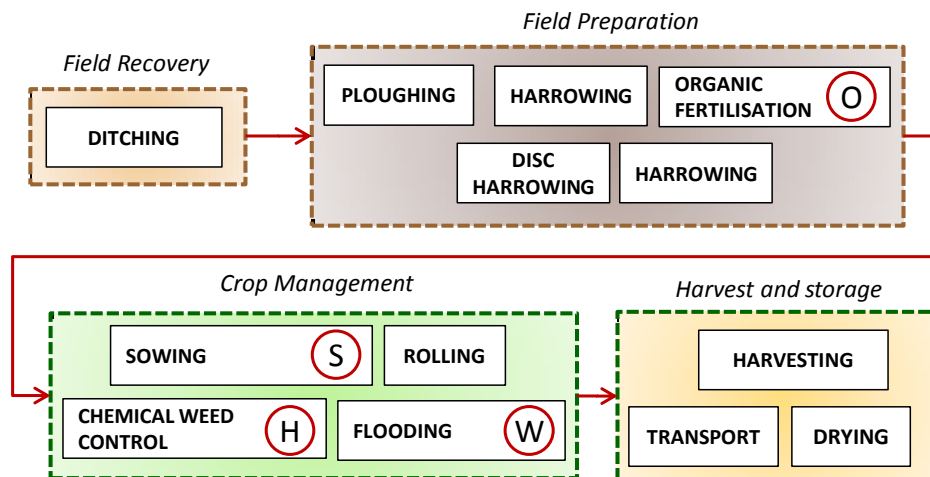 Field Preparation
Field Recovery
PLOUGHING
HARROWING
ORGANIC
FERTILISATION
O
DITCHING
DISC
HARROWING
HARROWING
Crop Management
Harvest and storage
SOWING
S
ROLLING
HARVESTING
CHEMICAL WEED
CONTROL
H
FLOODING
W
TRANSPORT
DRYING